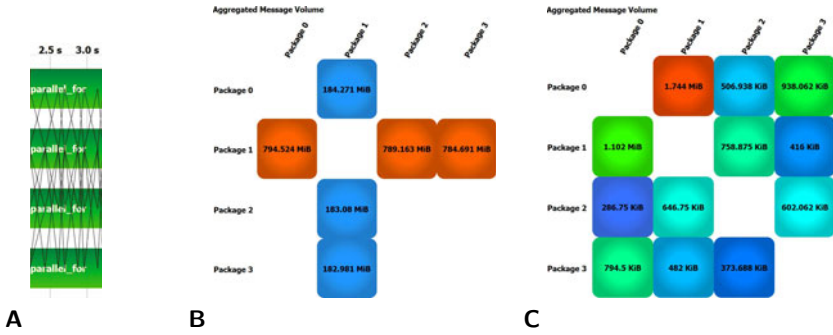 2.5 s 3.0 s
parallel_for
parallel_for
parallel_for
parallel_for
A
Aggregated Message Volume
Package 0 Package 1 Package 2 Package 3
Package 0 184.271 MiB
Package 1 794.524 MiB 789.163 MiB 784.691 MiB
Package 2 183.08 MiB
Package 3 182.981 MiB
B
Aggregated Message Volume
Package 0 Package 1 Package 2 Package 3
Package 0 1.744 MiB 506.938 KiB 938.062 KiB
Package 1 1.102 MiB 758.875 KiB 416 KiB
Package 2 286.75 KiB 646.75 KiB 602.062 KiB
Package 3 794.5 KiB 482 KiB 373.688 KiB
C